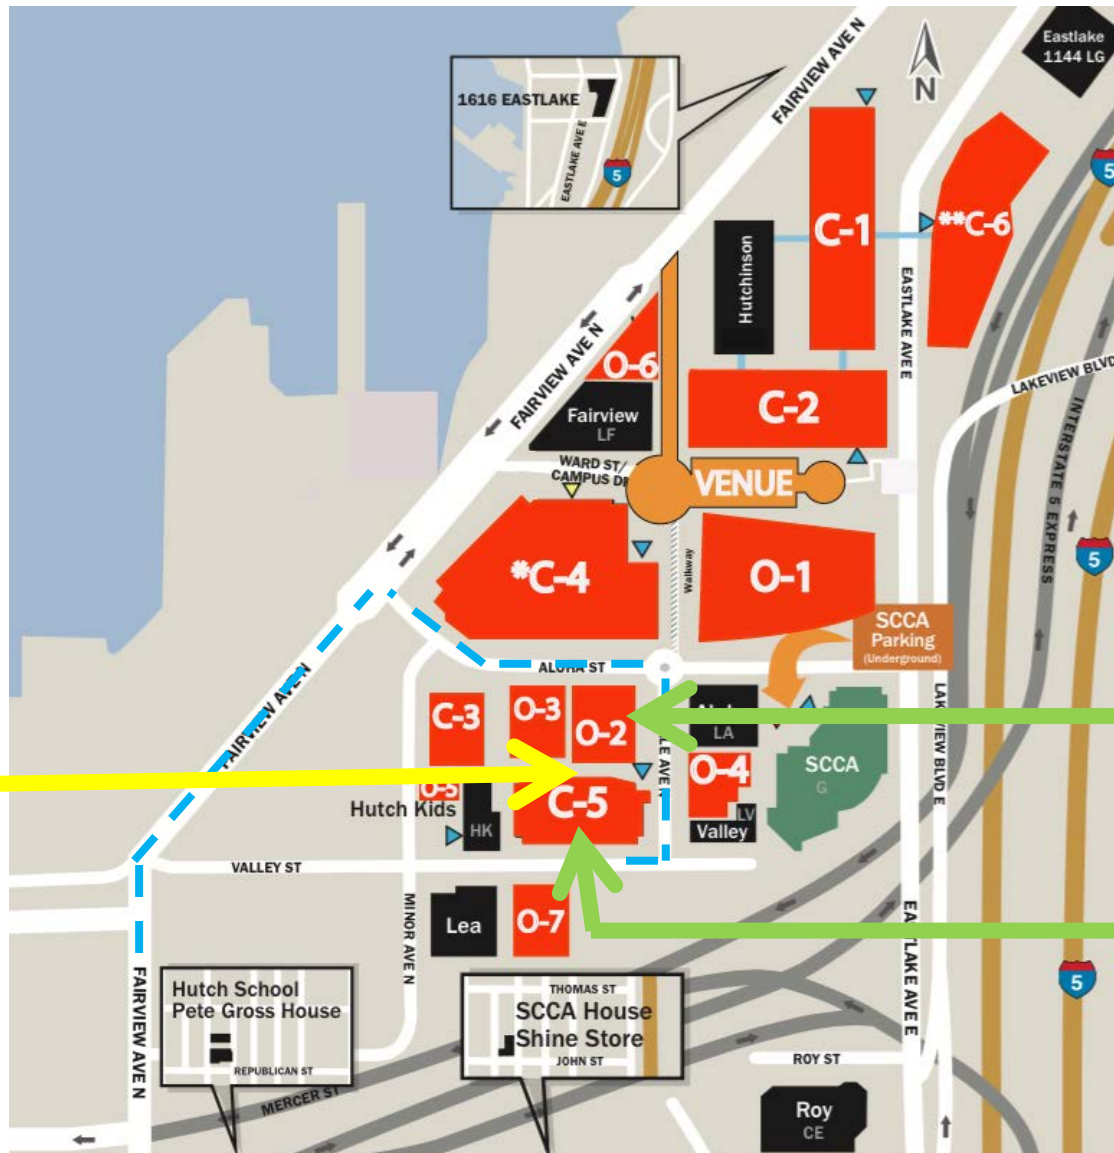 Eastlake
1144 LG
FAIRVIEW AVE N
N
1616 EASTLAKE
EASTLAKE AVE E
5
5
C-1
**C-6
Hutchinson
EASTLAKE AVE E
O-6
FAIRVIEW AVE N
C-2
LAKEVIEW BLVD
Fairview
LF
INTERSTATE 5 EXPRESS
WARD ST/
CAMPUS
VENUE
5
*C-4
Walkway
O-1
SCCA
Parking
(Underground)
ALOHA ST
FAIRVIEW AVE N
C-3
O-3
O-2
LA
LAKEVIEW BLVD E
O-5
C-5
AVE N
O-4
SCCA
G
Hutch Kids
HK
LV
Valley
VALLEY ST
MINOR AVE N
Lea
O-7
EASTLAKE AVE E
5
FAIRVIEW AVE N
Hutch School
Pete Gross House
REPUBLICAN ST
THOMAS ST
SCCA House
Shine Store
JOHN ST
MERCER ST
ROY ST
Roy
CE